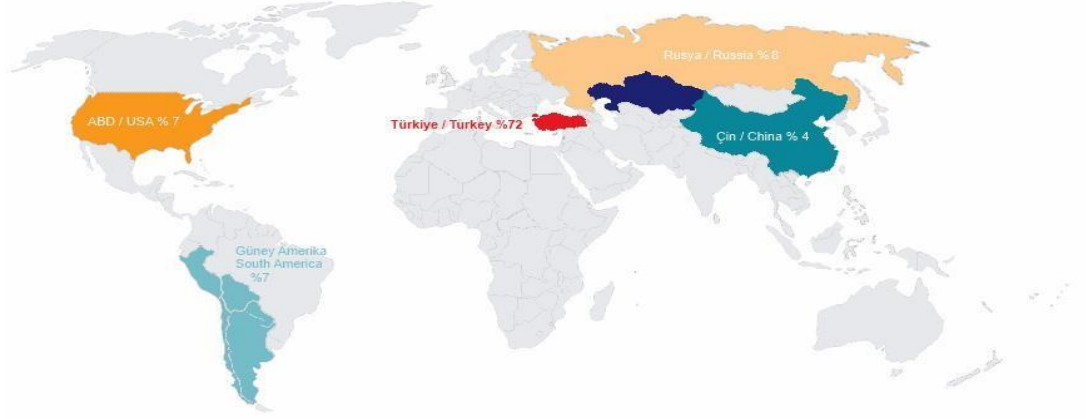 Rusya / Russia %8
ABD / USA % 7
Türkiye / Turkey %72
Çin / China % 4
Güney Amerika
South America
%7